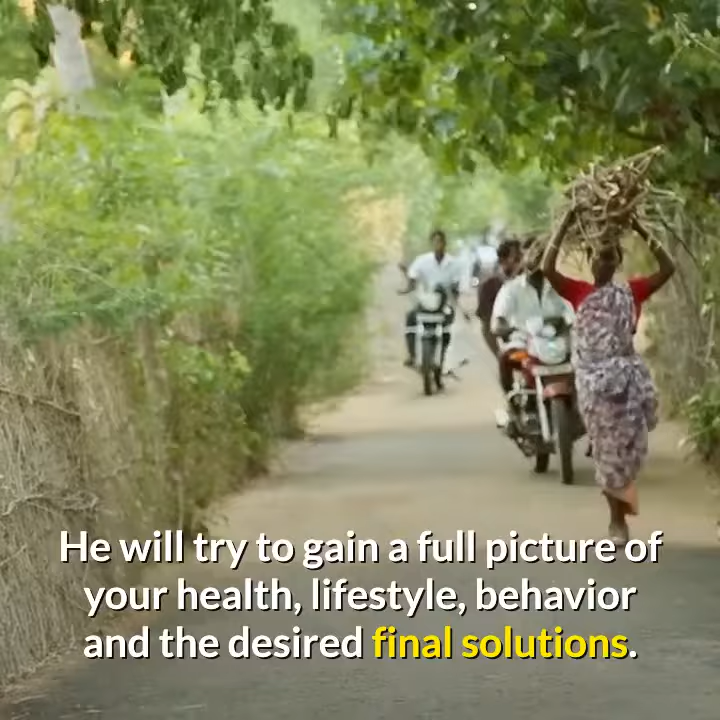 He will try to gain a full picture of
your health, lifestyle, behavior
and the desired final solutions.